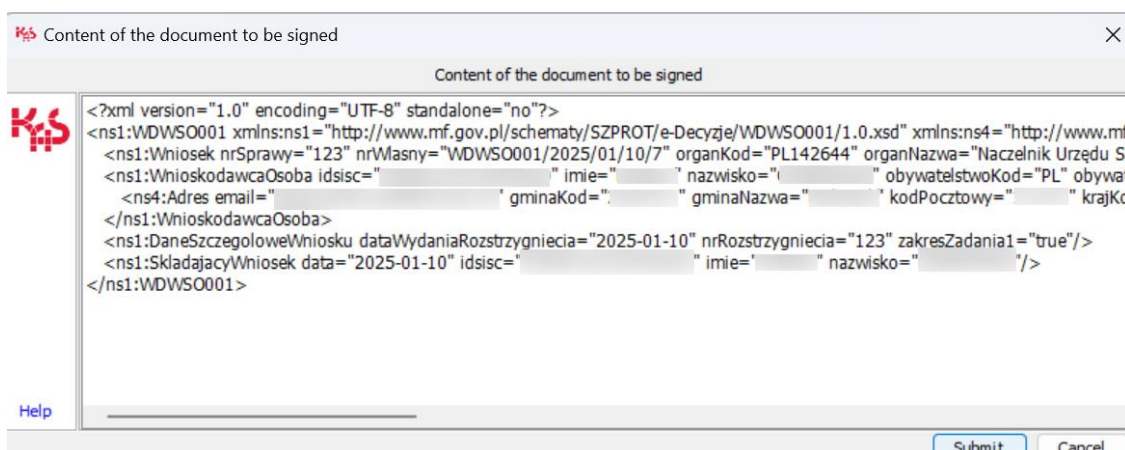 Content of the document to be signed
Content of the document to be signed
<?xml version="1.0" encoding="UTF-8" standalone="no"?>
<ns1:WDWSO001 xmlns:ns1="http://www.mf.gov.pl/schematy/SZPROT/e-Decyzje/WDWSO001/1.0.xsd" xmlns:ns4="http://www.mf
<ns1:Wniosek nrSprawy="123" nrWlasny="WDWSO001/2025/01/10/7" organKod="PL142644" organNazwa="Naczelnik Urzędu S
<ns1:WnioskodawcaOsoba idsisc=" " imie=" " nazwisko=" " obywatelstwoKod="PL" obywa
<ns4:Adres email=" " gminaKod=" " gminaNazwa=" " kodPocztowy=" " krajKo
</ns1:WnioskodawcaOsoba>
<ns1:DaneSzczegoloweWniosku dataWydaniaRozstrzygniecia="2025-01-10" nrRozstrzygniecia="123" zakresZadania1="true"/>
<ns1:SkladajacyWniosek data="2025-01-10" idsisc=" " imie=" " nazwisko=" "/>
</ns1:WDWSO001>
Help
Submit Cancel